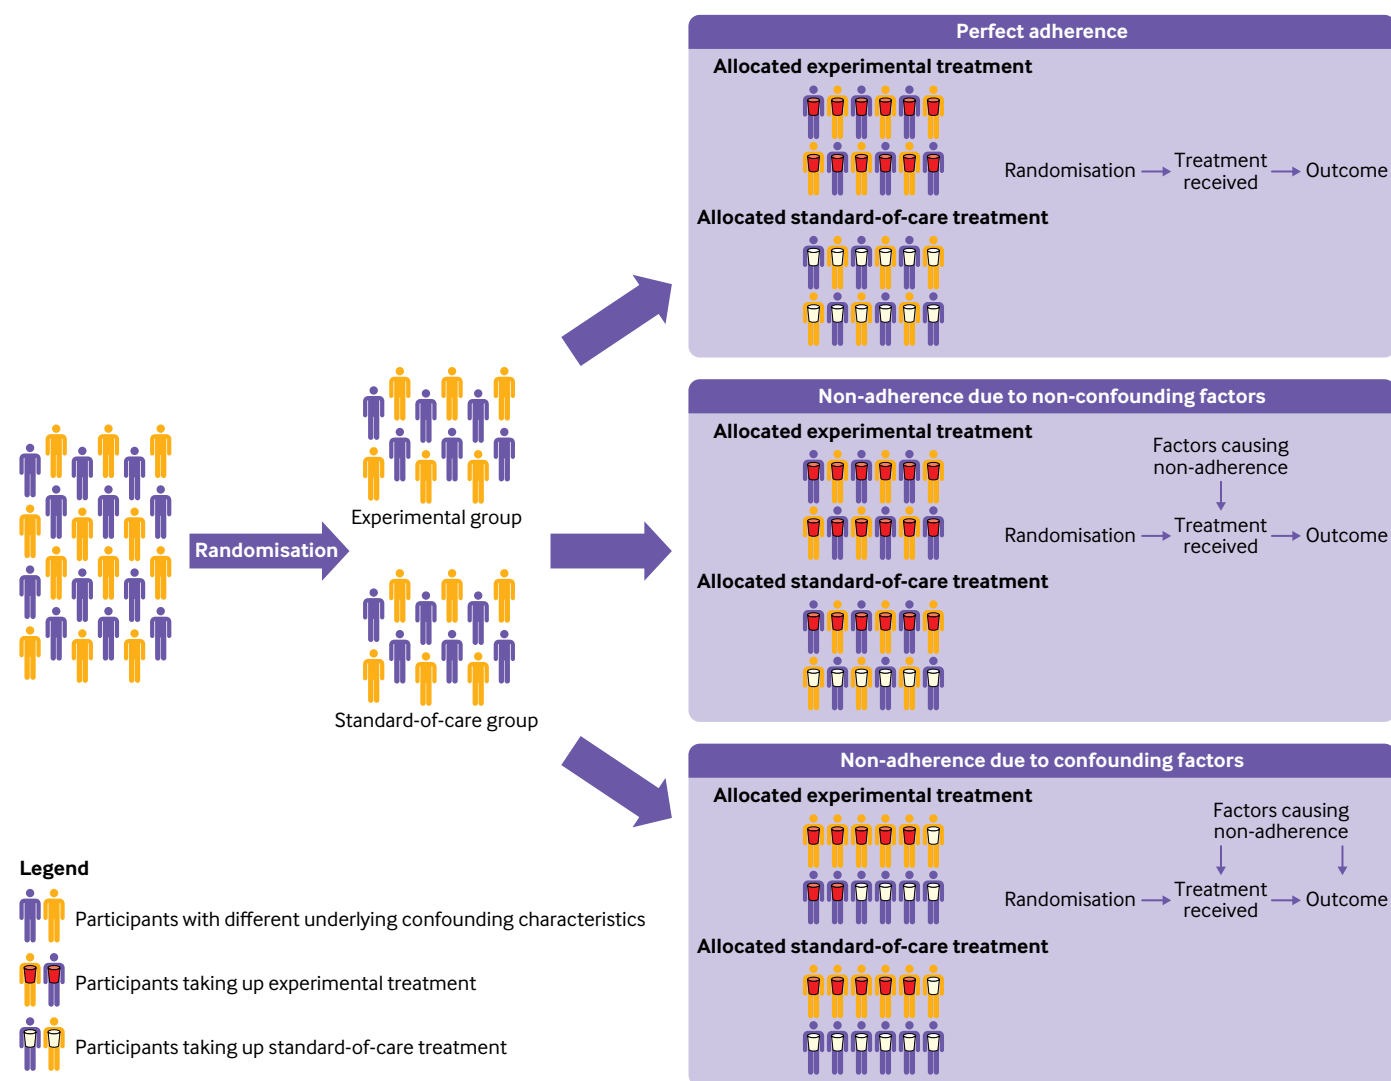 Perfect adherence
Allocated experimental treatment
Randomisation
Treatment
received
Outcome
Allocated standard-of-care treatment
Randomisation
Experimental group
Standard-of-care group
Non-adherence due to non-confounding factors
Allocated experimental treatment
Factors causing
non-adherence
Randomisation
Treatment
received
Outcome
Allocated standard-of-care treatment
Non-adherence due to confounding factors
Allocated experimental treatment
Factors causing
non-adherence
Randomisation
Treatment
received
Outcome
Allocated standard-of-care treatment
Legend
Participants with different underlying confounding characteristics
Participants taking up experimental treatment
Participants taking up standard-of-care treatment